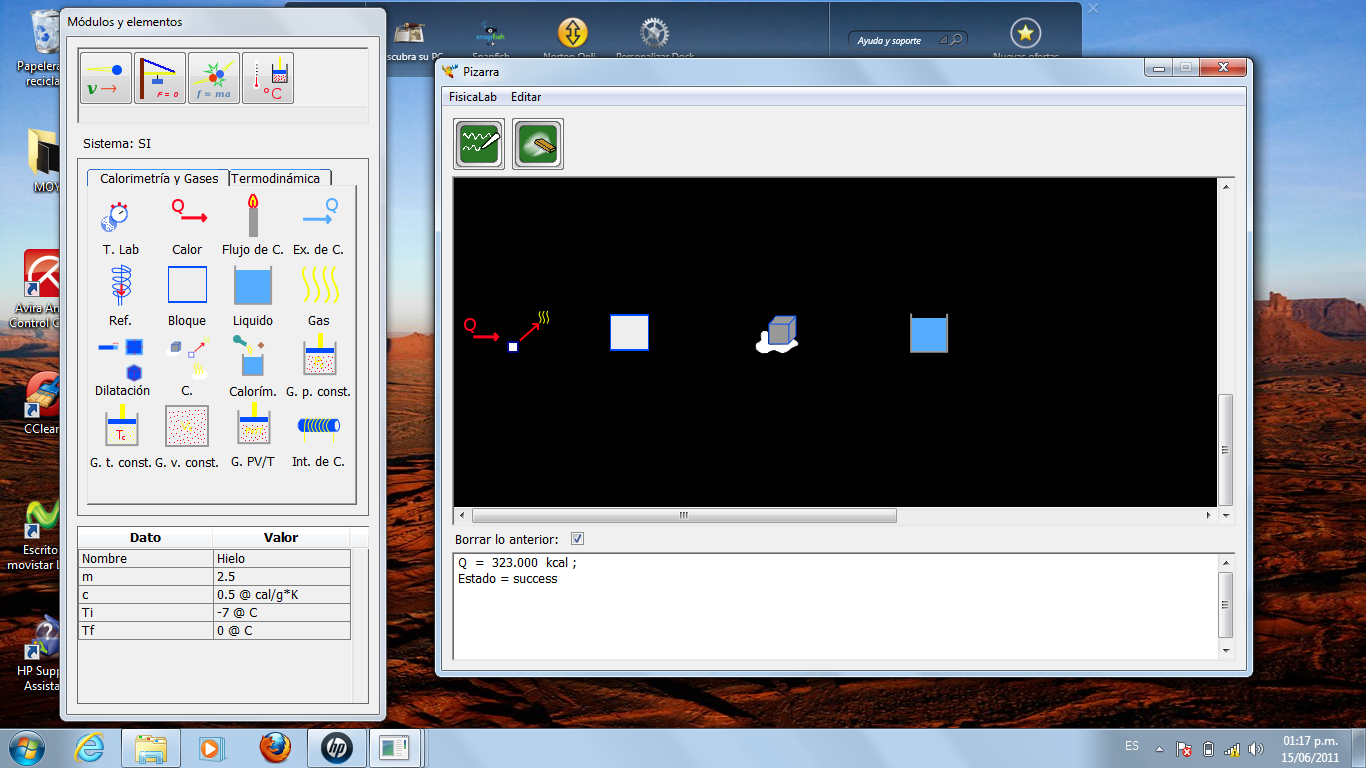 Módulos y elementos
v→
F = 0
f = ma
°C
Sistema: SI
Calorimetría y Gases
Termodinámica
Q
Q
T. Lab
Calor
Flujo de C.
Ex. de C.
Ref.
Bloque
Liquido
Gas
Dilatación
C.
Calorím.
G. p. const.
Tc
G. t. const.
G. v. const.
G. PV/T
Int. de C.
Dato
Valor
Nombre
Hielo
m
2.5
c
0.5 @ cal/g*K
Ti
-7 @ C
Tf
0 @ C
Papelera
recicla
MOY
Avira An
Control C
CClean
Escrito
movistar
HP Supp
Assista
scubra su PC
snapfish
Snapfish
Norton Onli
Personalizar Dock
Ayuda y soporte
Nuevas ofertas
Pizarra
FisicaLab
Editar
Q
Borrar lo anterior:
Q = 323.000 kcal ;
Estado = success
hp
ES
01:17 p.m.
15/06/2011